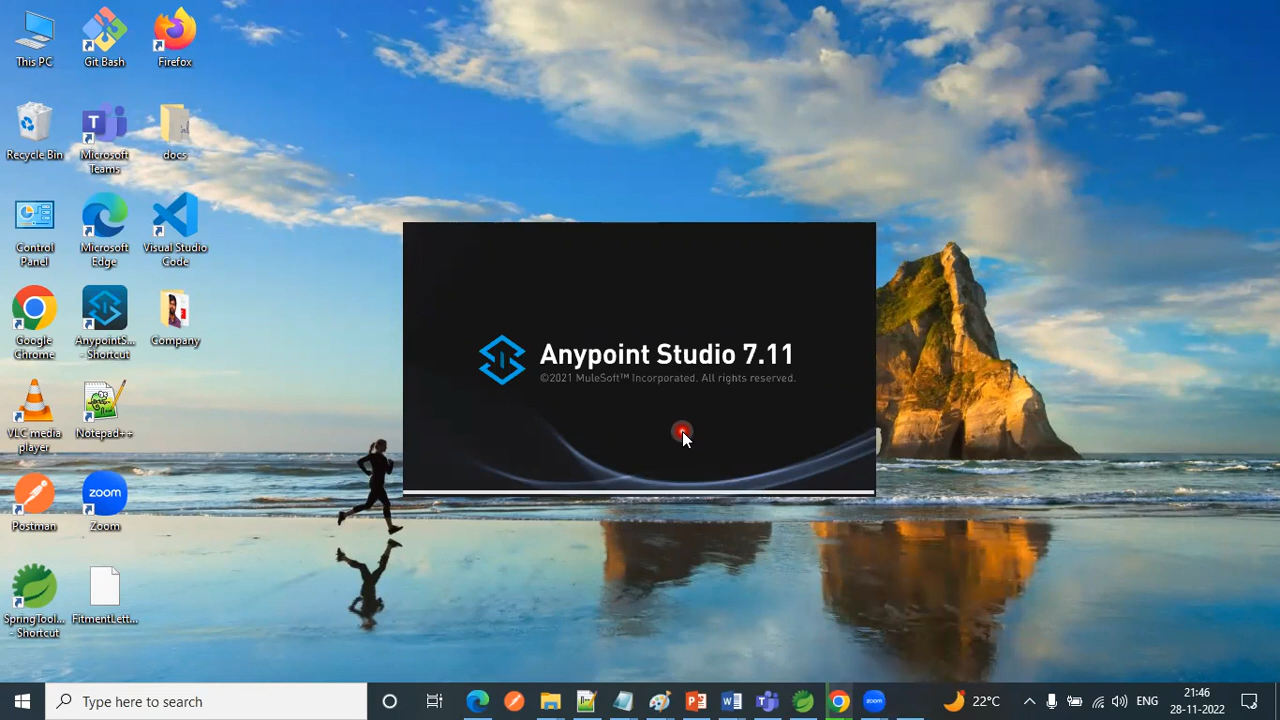 This PC
Git Bash
Firefox
Recycle Bin
Microsoft
Teams
docs
Control
Panel
Microsoft
Edge
Visual Studio
Code
Google
Chrome
AnypointS...
- Shortcut
Company
VLC media
player
Notepad++
Postman
Zoom
zoom
SpringTool...
- Shortcut
FitmentLett...
Anypoint Studio 7.11
©2021 MuleSoft™ Incorporated. All rights reserved.
Type here to search
zoom
22°C
ENG
21:46
28-11-2022